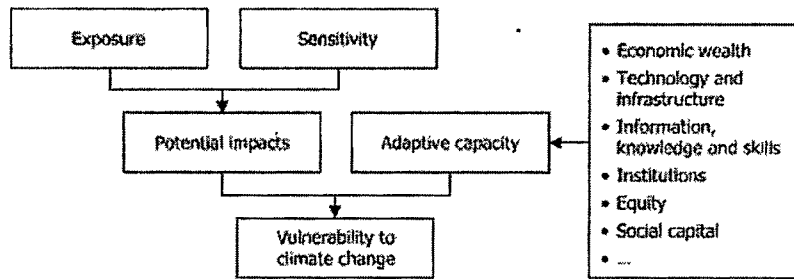 Exposure
Sensitivity
Potential impacts
Adaptive capacity
Vulnerability to
climate change
• Economic wealth
• Technology and
infrastructure
• Information,
knowledge and skills
• Institutions
• Equity
• Social capital
• ...